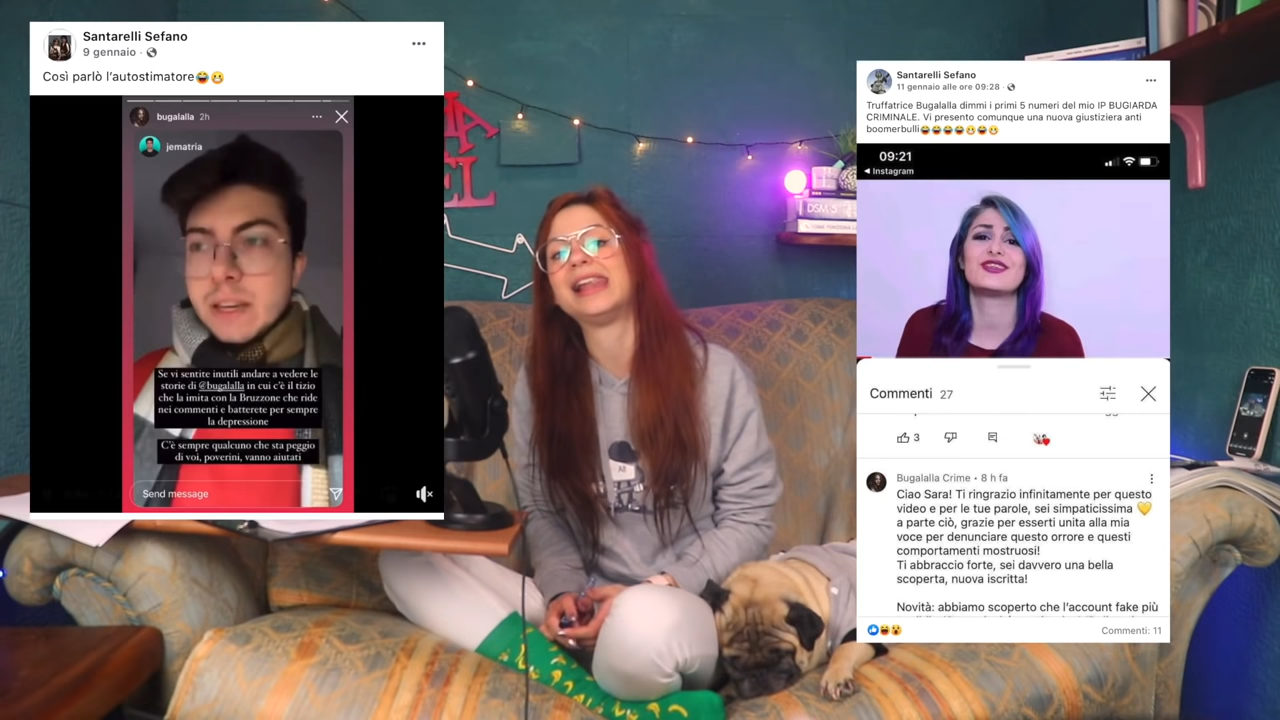 Santarelli Sefano
9 gennaio
Così parlò l'autostimatore😂😬
bugalalla 2h
jematria
Se vi sentite inutili andare a vedere le
storie di @bugalalla in cui c'è il tizio
che la imita con la Bruzzone che ride
nei commenti e batterete per sempre
la depressione
C'è sempre qualcuno che sta peggio
di voi, poverini, vanno aiutati
Send message
DSM-5
Santarelli Sefano
11 gennaio alle ore 09:28
Truffatrice Bugalalla dimmi i primi 5 numeri del mio IP BUGIARDA
CRIMINALE. Vi presento comunque una nuova giustiziera anti
boomerbulli😂😂😂😂😬😂😬
09:21
Instagram
Commenti 27
3
Bugalalla Crime • 8 h fa
Ciao Sara! Ti ringrazio infinitamente per questo
video e per le tue parole, sei simpaticissima 💛
a parte ciò, grazie per esserti unita alla mia
voce per denunciare questo orrore e questi
comportamenti mostruosi!
Ti abbraccio forte, sei davvero una bella
scoperta, nuova iscritta!
Novità: abbiamo scoperto che l'account fake più
Commenti: 11